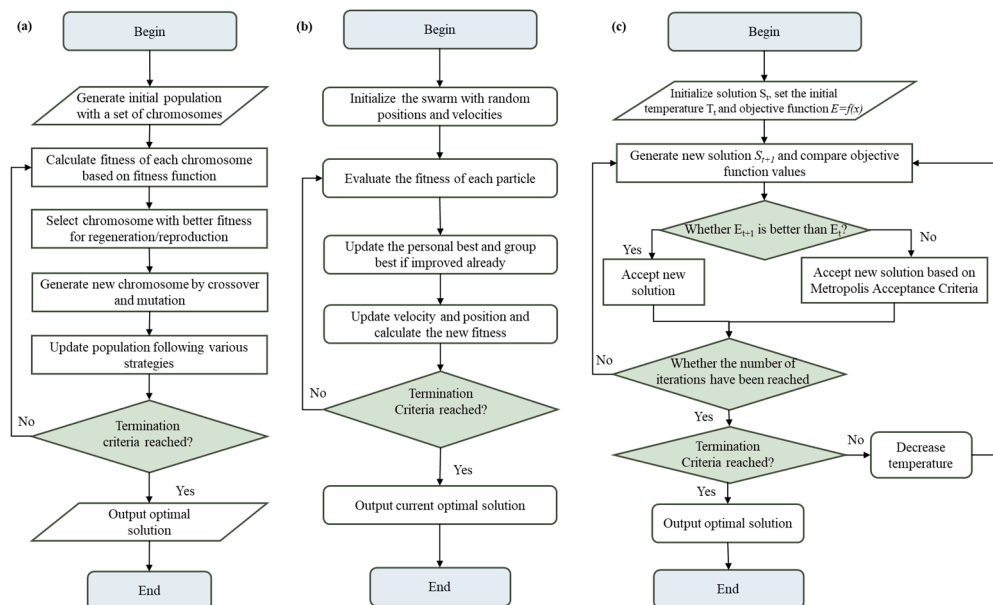 (a)
Begin
Generate initial population
with a set of chromosomes
Calculate fitness of each chromosome
based on fitness function
Select chromosome with better fitness
for regeneration/reproduction
Generate new chromosome by crossover
and mutation
Update population following various
strategies
No
Termination
criteria reached?
Yes
Output optimal
solution
End
(b)
Begin
Initialize the swarm with random
positions and velocities
Evaluate the fitness of each particle
Update the personal best and group
best if improved already
Update velocity and position and
calculate the new fitness
No
Termination
Criteria reached?
Yes
Output current optimal solution
End
(c)
Begin
Initialize solution Sₜ, set the initial
temperature Tₜ and objective function E=f(x)
Generate new solution Sₜ₊₁ and compare objective
function values
Whether Eₜ₊₁ is better than Eₜ?
Yes
No
Accept new
solution
Accept new solution based on
Metropolis Acceptance Criteria
No
Whether the number of
iterations have been reached
Yes
Termination
Criteria reached?
No
Decrease
temperature
Yes
Output optimal solution
End